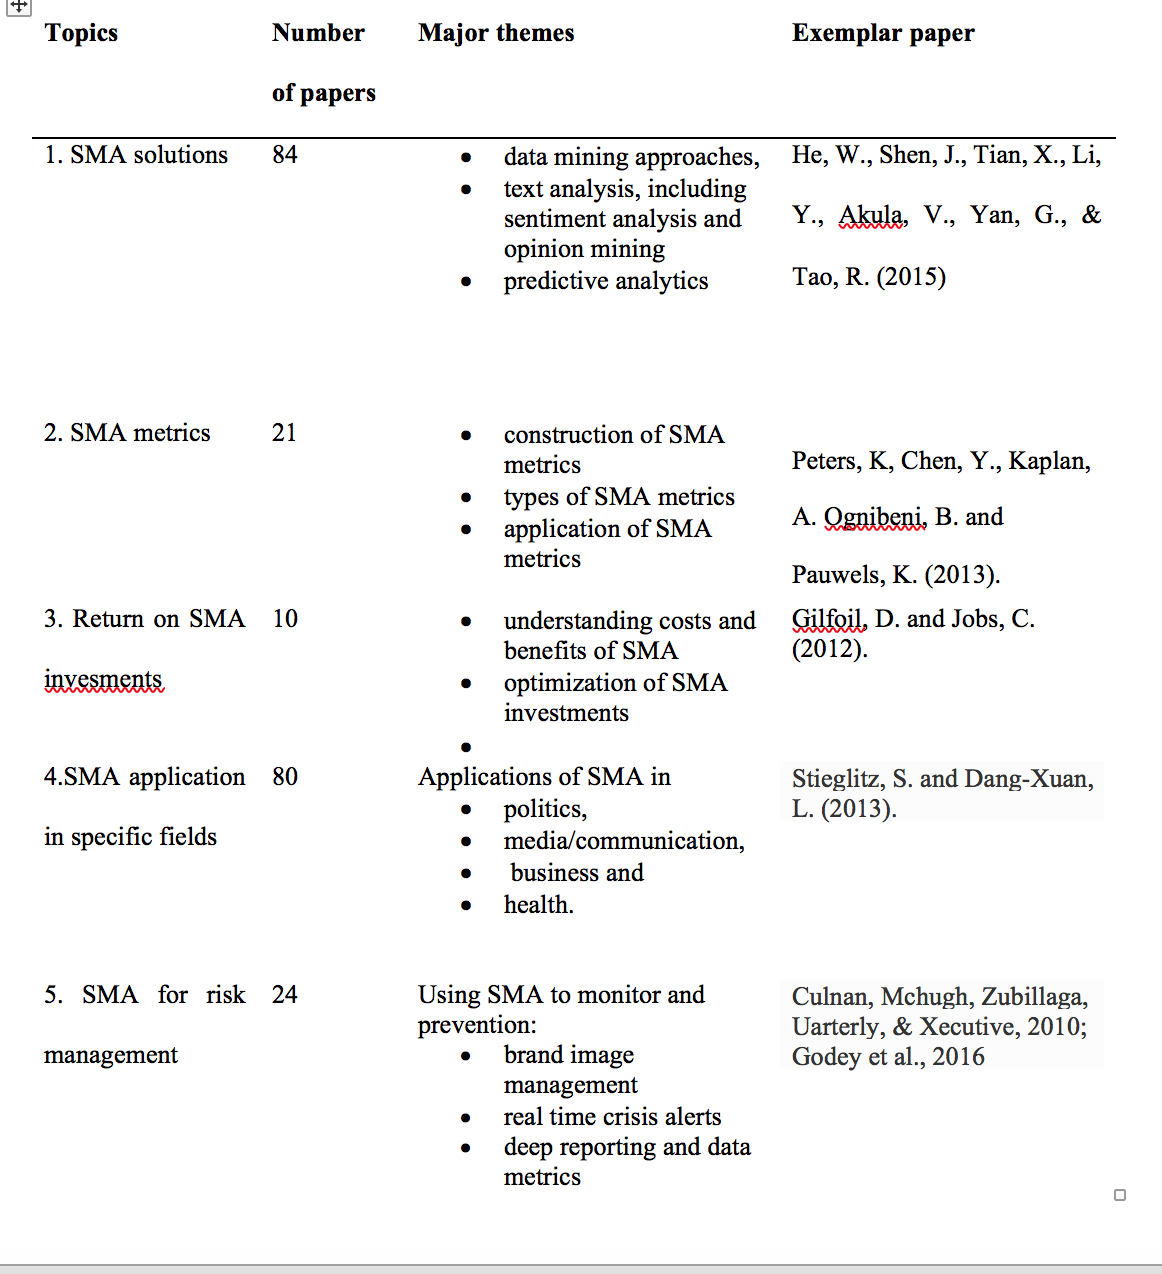 Topics
Number
of papers
Major themes
Exemplar paper
1. SMA solutions
84
• data mining approaches,
• text analysis, including
sentiment analysis and
opinion mining
• predictive analytics
He, W., Shen, J., Tian, X., Li,
Y., Akula, V., Yan, G., &
Tao, R. (2015)
2. SMA metrics
21
• construction of SMA
metrics
• types of SMA metrics
• application of SMA
metrics
Peters, K, Chen, Y., Kaplan,
A. Ognibeni, B. and
Pauwels, K. (2013).
3. Return on SMA
invesments
10
• understanding costs and
benefits of SMA
• optimization of SMA
investments
•
Gilfoil, D. and Jobs, C.
(2012).
4.SMA application
in specific fields
80
Applications of SMA in
• politics,
• media/communication,
• business and
• health.
Stieglitz, S. and Dang-Xuan,
L. (2013).
5. SMA for risk
management
24
Using SMA to monitor and
prevention:
• brand image
management
• real time crisis alerts
• deep reporting and data
metrics
Culnan, Mchugh, Zubillaga,
Uarterly, & Xecutive, 2010;
Godey et al., 2016